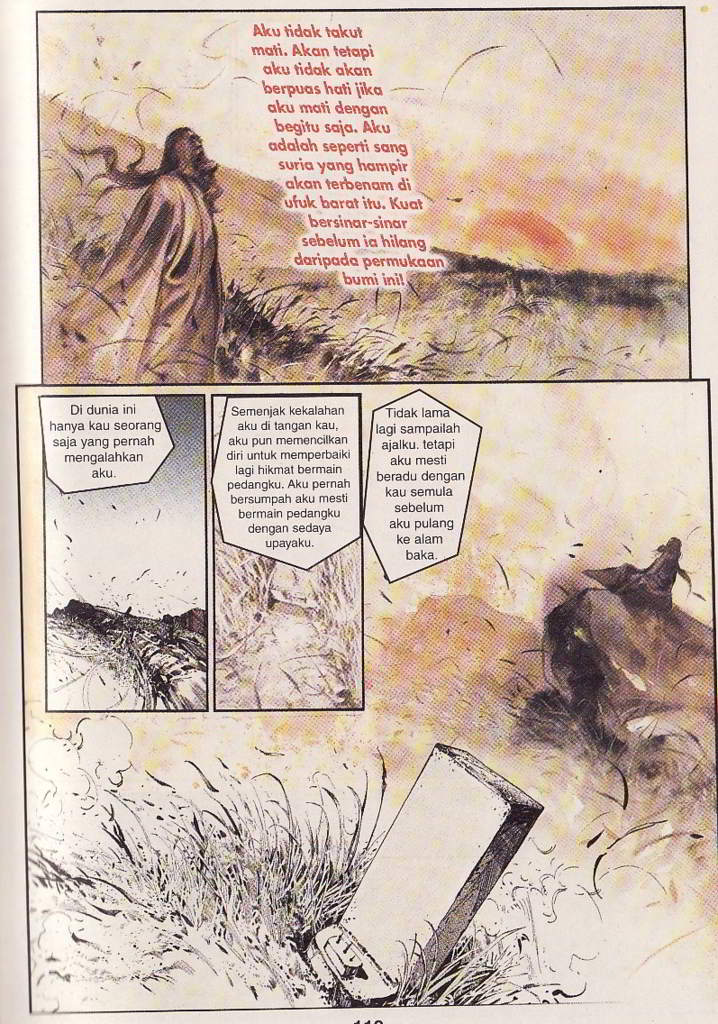 Aku tidak takut
mati. Akan tetapi
aku tidak akan
berpuas hati jika
aku mati dengan
begitu saja. Aku
adalah seperti sang
suria yang hampir
akan terbenam di
ufuk barat itu. Kuat
bersinar-sinar
sebelum ia hilang
daripada permukaan
bumi ini!
Di dunia ini
hanya kau seorang
saja yang pernah
mengalahkan
aku.
Semenjak kekalahan
aku di tangan kau,
aku pun memencilkan
diri untuk memperbaiki
lagi hikmat bermain
pedangku. Aku pernah
bersumpah aku mesti
bermain pedangku
dengan sedaya
upayaku.
Tidak lama
lagi sampailah
ajalku. tetapi
aku mesti
beradu dengan
kau semula
sebelum
aku pulang
ke alam
baka.